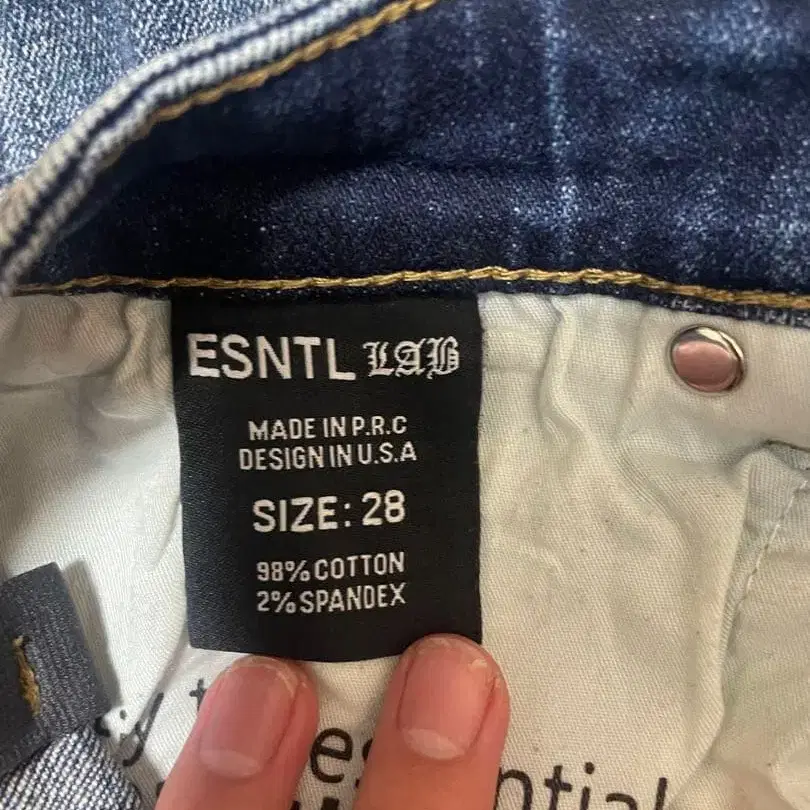 ESNTL LAB
MADE IN P.R.C
DESIGN IN U.S.A
SIZE: 28
98% COTTON
2% SPANDEX